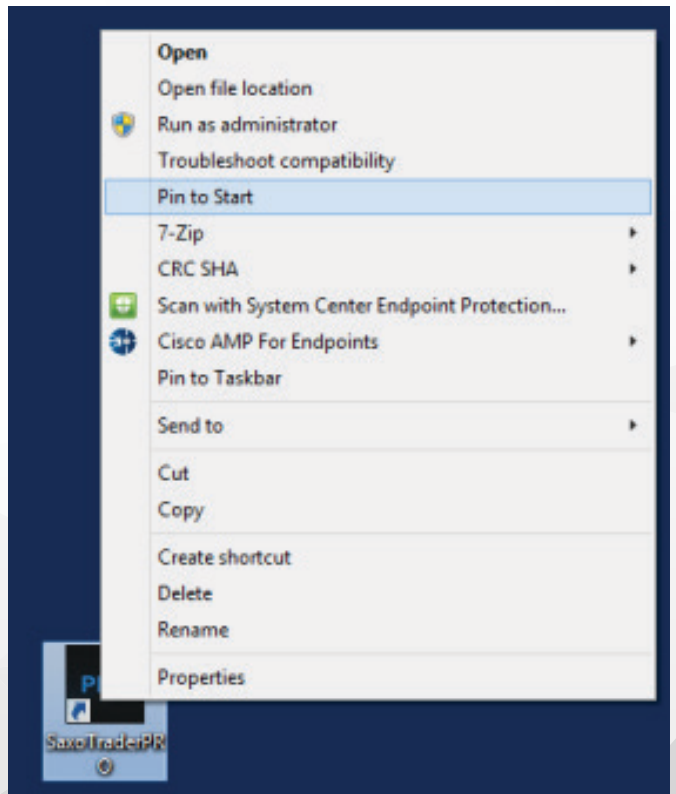 Open
Open file location
Run as administrator
Troubleshoot compatibility
Pin to Start
7-Zip
CRC SHA
Scan with System Center Endpoint Protection...
Cisco AMP For Endpoints
Pin to Taskbar
Send to
Cut
Copy
Create shortcut
Delete
Rename
Properties
P
SaxoTraderPR
O